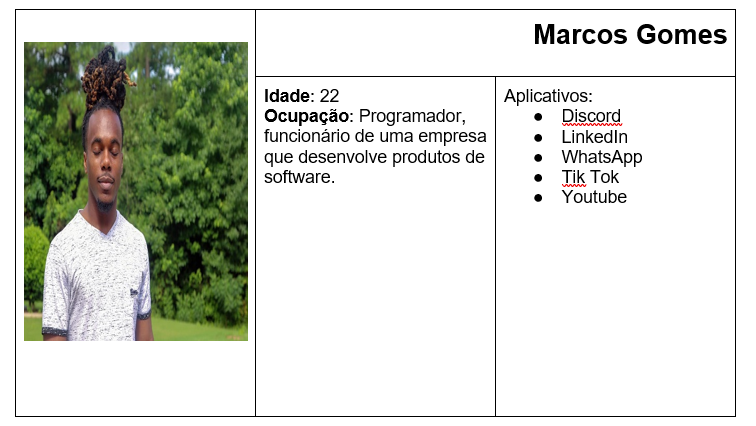 Marcos Gomes
Idade: 22
Ocupação: Programador,
funcionário de uma empresa
que desenvolve produtos de
software.
Aplicativos:
● Discord
● LinkedIn
● WhatsApp
● Tik Tok
● Youtube